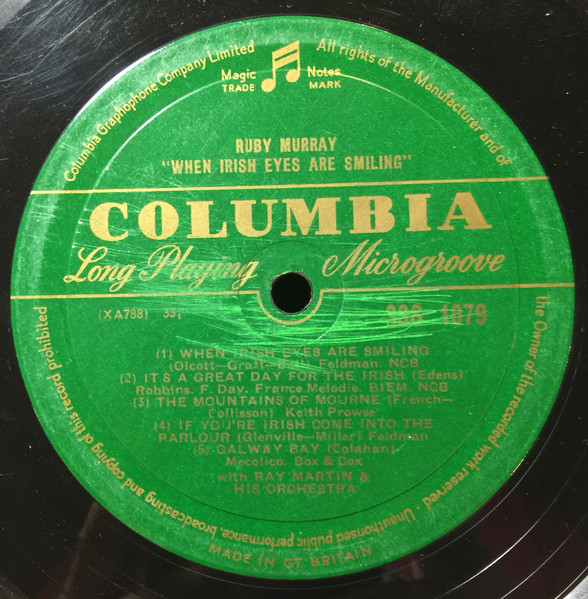 Columbia Graphophone Company Limited
All rights of the Manufacturer and of
the Owner of the recorded work reserved · Unauthorised public performance, broadcasting and copying of this record prohibited
Magic Notes
TRADE MARK
RUBY MURRAY
"WHEN IRISH EYES ARE SMILING"
COLUMBIA
Long Playing Microgroove
(XA788) 1079
(1) WHEN IRISH EYES ARE SMILING
(Olcott—Graff—Ball) Feldman. NCB
(2) IT'S A GREAT DAY FOR THE IRISH (Edens)
Robbins. F. Day. France Melodie. BIEM. NCB
(3) THE MOUNTAINS OF MOURNE (French—
Collisson) Keith Prowse
(4) IF YOU'RE IRISH COME INTO THE
PARLOUR (Glenville—Miller) Feldman
(5) GALWAY BAY (Colahan)
Mecolico. Box & Cox
with RAY MARTIN &
HIS ORCHESTRA
MADE IN GT. BRITAIN